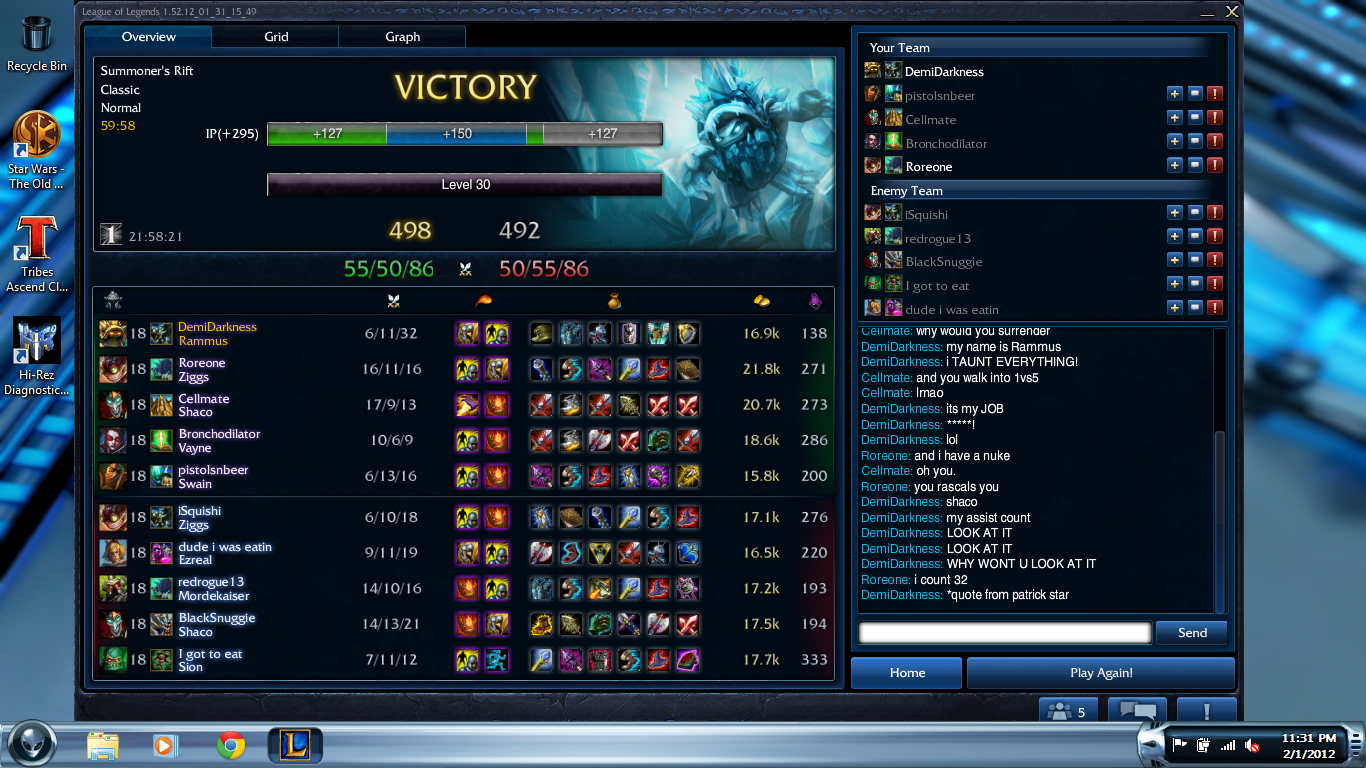 League of Legends 1.52.12_01_31_15_49
Recycle Bin
Star Wars -
The Old ...
Tribes
Ascend Cl...
Hi-Rez
Diagnostic...
Overview Grid Graph
Summoner's Rift
Classic
Normal
59:58
VICTORY
IP(+295) +127 +150 +127
Level 30
21:58:21
498 492
55/50/86 50/55/86
18 DemiDarkness 6/11/32 16.9k 138
Rammus
18 Roreone 16/11/16 21.8k 271
Ziggs
18 Cellmate 17/9/13 20.7k 273
Shaco
18 Bronchodilator 10/6/9 18.6k 286
Vayne
18 pistolsnbeer 6/13/16 15.8k 200
Swain
18 iSquishi 6/10/18 17.1k 276
Ziggs
18 dude i was eatin 9/11/19 16.5k 220
Ezreal
18 redrogue13 14/10/16 17.2k 193
Mordekaiser
18 BlackSnuggie 14/13/21 17.5k 194
Shaco
18 I got to eat 7/11/12 17.7k 333
Sion
Your Team
DemiDarkness
pistolsnbeer
Cellmate
Bronchodilator
Roreone
Enemy Team
iSquishi
redrogue13
BlackSnuggie
I got to eat
dude i was eatin
Cellmate: why would you surrender
DemiDarkness: my name is Rammus
DemiDarkness: i TAUNT EVERYTHING!
Cellmate: and you walk into 1vs5
Cellmate: lmao
DemiDarkness: its my JOB
DemiDarkness: *****!
DemiDarkness: lol
Roreone: and i have a nuke
Cellmate: oh you.
Roreone: you rascals you
DemiDarkness: shaco
DemiDarkness: my assist count
DemiDarkness: LOOK AT IT
DemiDarkness: LOOK AT IT
DemiDarkness: WHY WONT U LOOK AT IT
Roreone: i count 32
DemiDarkness: *quote from patrick star
Send
Home Play Again!
5
11:31 PM
2/1/2012